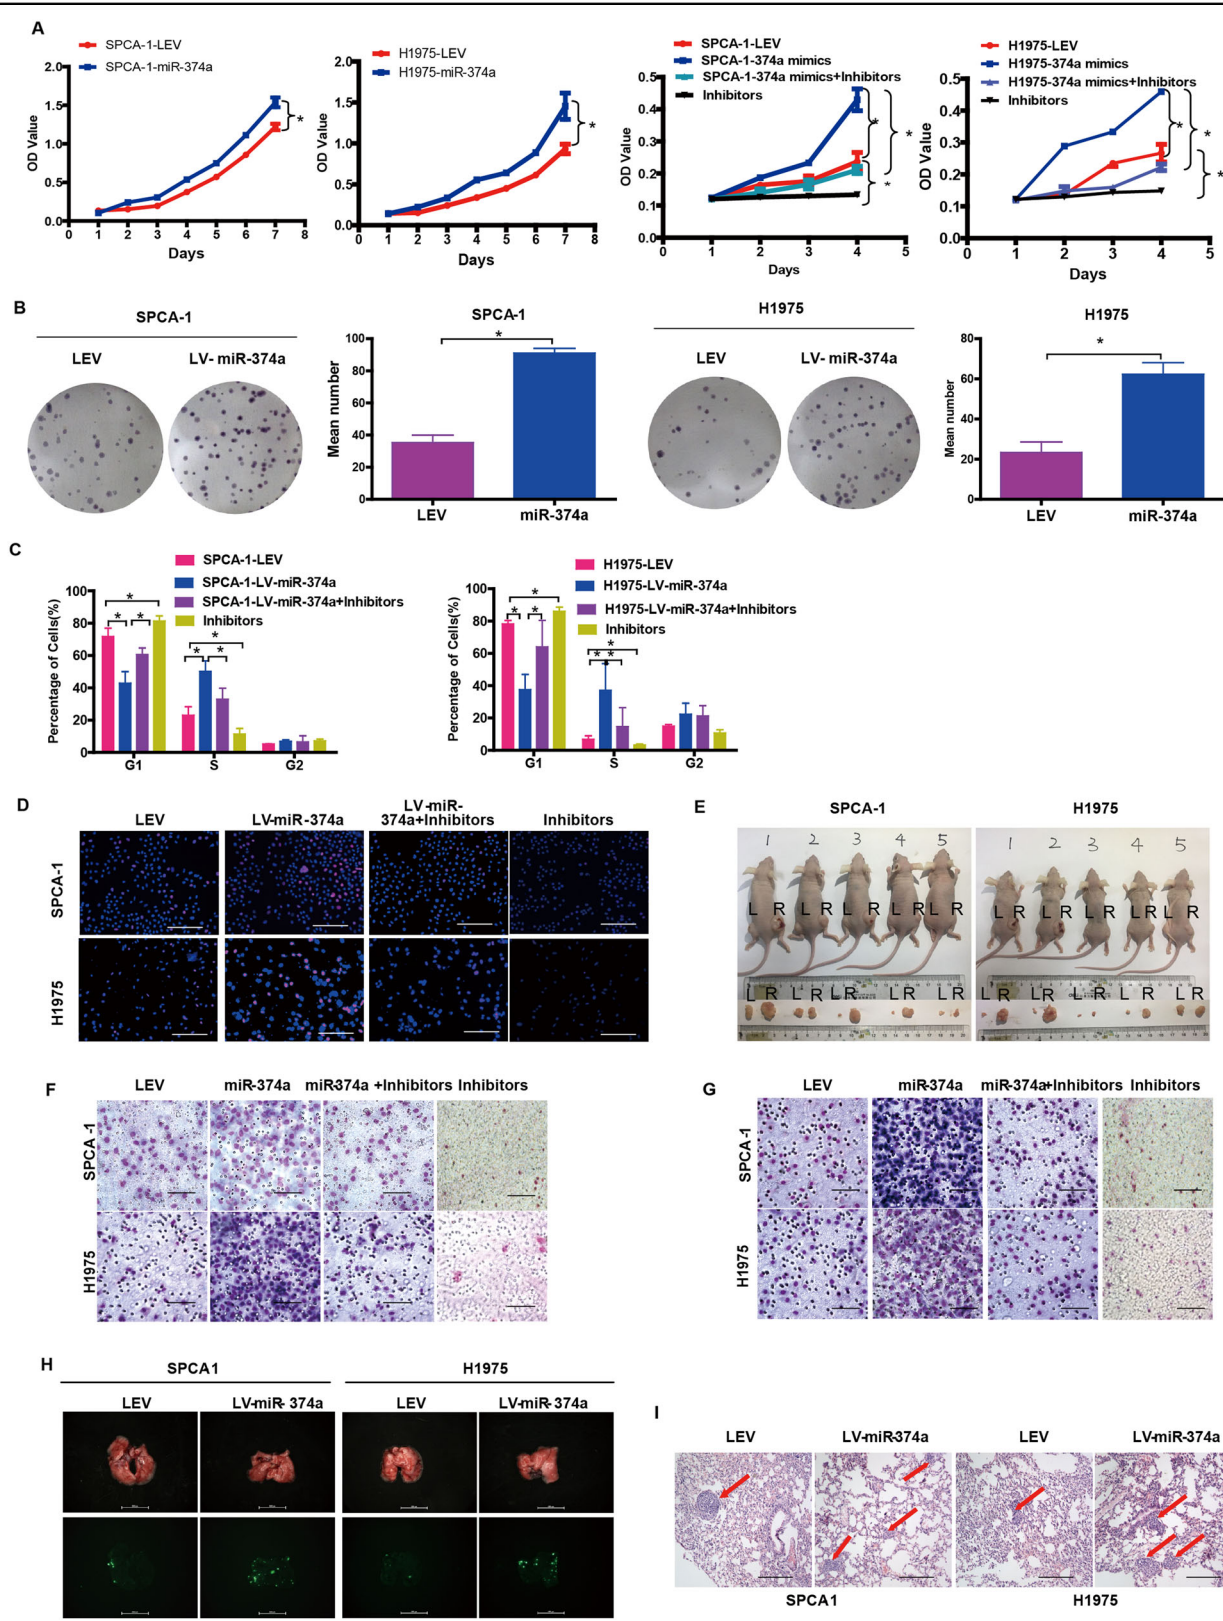 A
SPCA-1-LEV
SPCA-1-miR-374a
OD Value
2.0
1.5
1.0
0.5
0.0
0 1 2 3 4 5 6 7 8
Days
*
H1975-LEV
H1975-miR-374a
OD Value
2.0
1.5
1.0
0.5
0.0
0 1 2 3 4 5 6 7 8
Days
*
SPCA-1-LEV
SPCA-1-374a mimics
SPCA-1-374a mimics+Inhibitors
Inhibitors
OD Value
0.5
0.4
0.3
0.2
0.1
0.0
0 1 2 3 4 5
Days
* * *
H1975-LEV
H1975-374a mimics
H1975-374a mimics+Inhibitors
Inhibitors
OD Value
0.5
0.4
0.3
0.2
0.1
0.0
0 1 2 3 4 5
Days
* * *
B
SPCA-1
LEV LV- miR-374a
SPCA-1
Mean number
100
80
60
40
20
0
*
LEV miR-374a
H1975
LEV LV- miR-374a
H1975
Mean number
80
60
40
20
0
*
LEV miR-374a
C
SPCA-1-LEV
SPCA-1-LV-miR-374a
SPCA-1-LV-miR-374a+Inhibitors
Inhibitors
Percentage of Cells(%)
100
80
60
40
20
0
* * *
* * *
G1 S G2
H1975-LEV
H1975-LV-miR-374a
H1975-LV-miR-374a+Inhibitors
Inhibitors
Percentage of Cells(%)
100
80
60
40
20
0
* * *
* * *
G1 S G2
D
LEV LV-miR-374a LV-miR-374a+Inhibitors Inhibitors
SPCA-1
H1975
E
SPCA-1 H1975
1 2 3 4 5 1 2 3 4 5
L R L R L R L R L R L R L R L R L R L R
L R L R L R L R L R L R L R L R L R L R
F
LEV miR-374a miR374a +Inhibitors Inhibitors
SPCA -1
H1975
G
LEV miR-374a miR-374a+Inhibitors Inhibitors
SPCA-1
H1975
H
SPCA1 H1975
LEV LV-miR- 374a LEV LV-miR- 374a
I
LEV LV-miR-374a LEV LV-miR-374a
SPCA1 H1975